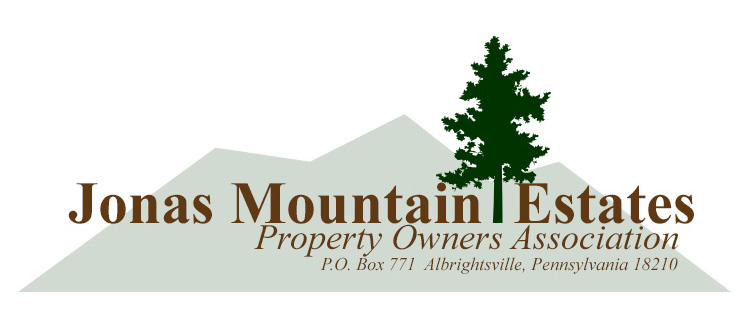 Jonas Mountain Estates
Property Owners Association
P.O. Box 771 Albrightsville, Pennsylvania 18210